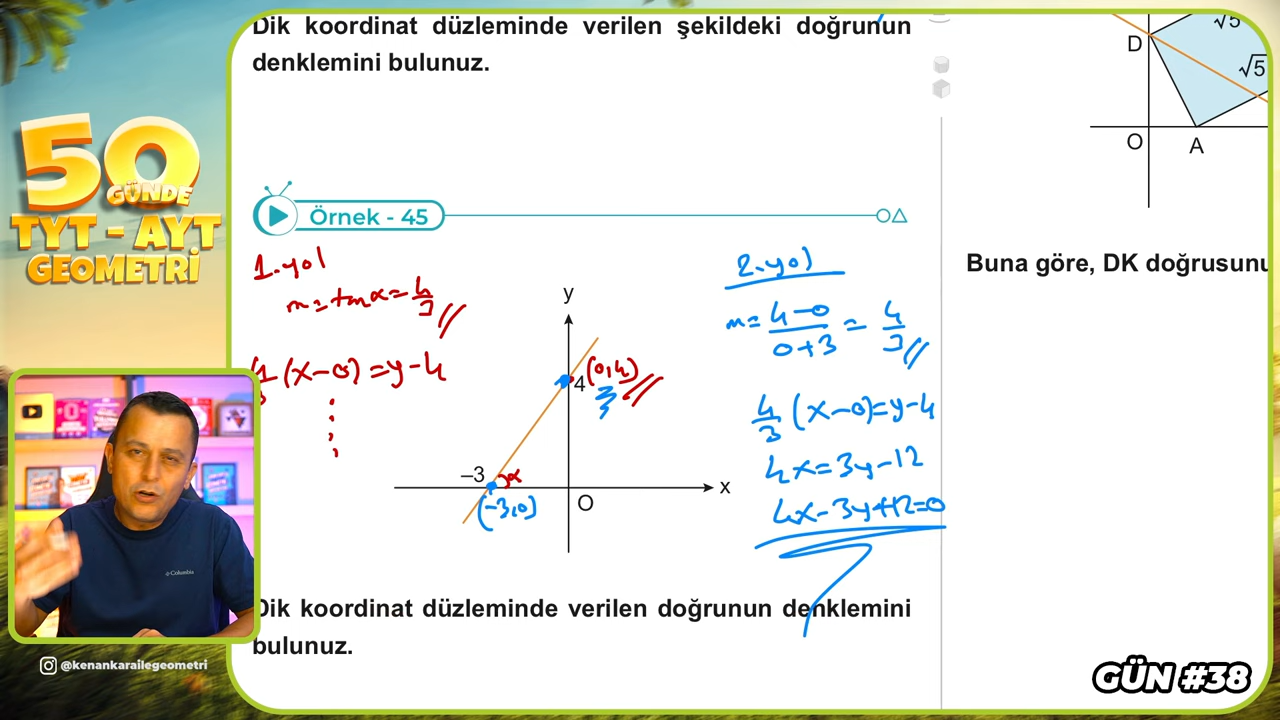 Dik koordinat düzleminde verilen şekildeki doğrunun
denklemini bulunuz.
50
GÜNDE
TYT - AYT
GEOMETRİ
Örnek - 45
1.yol
m=tanα=4/3
(x-0)=y-4
y
(0,4)
4
-3
α
(-3,0)
O
x
2.yol
m=4-0/0+3=4/3
4/3(x-0)=y-4
4x=3y-12
4x-3y+12=0
Dik koordinat düzleminde verilen doğrunun denklemini
bulunuz.
D
√5
√5
O
A
Buna göre, DK doğrusunu
Columbia
@kenankarailegeometri
GÜN #38